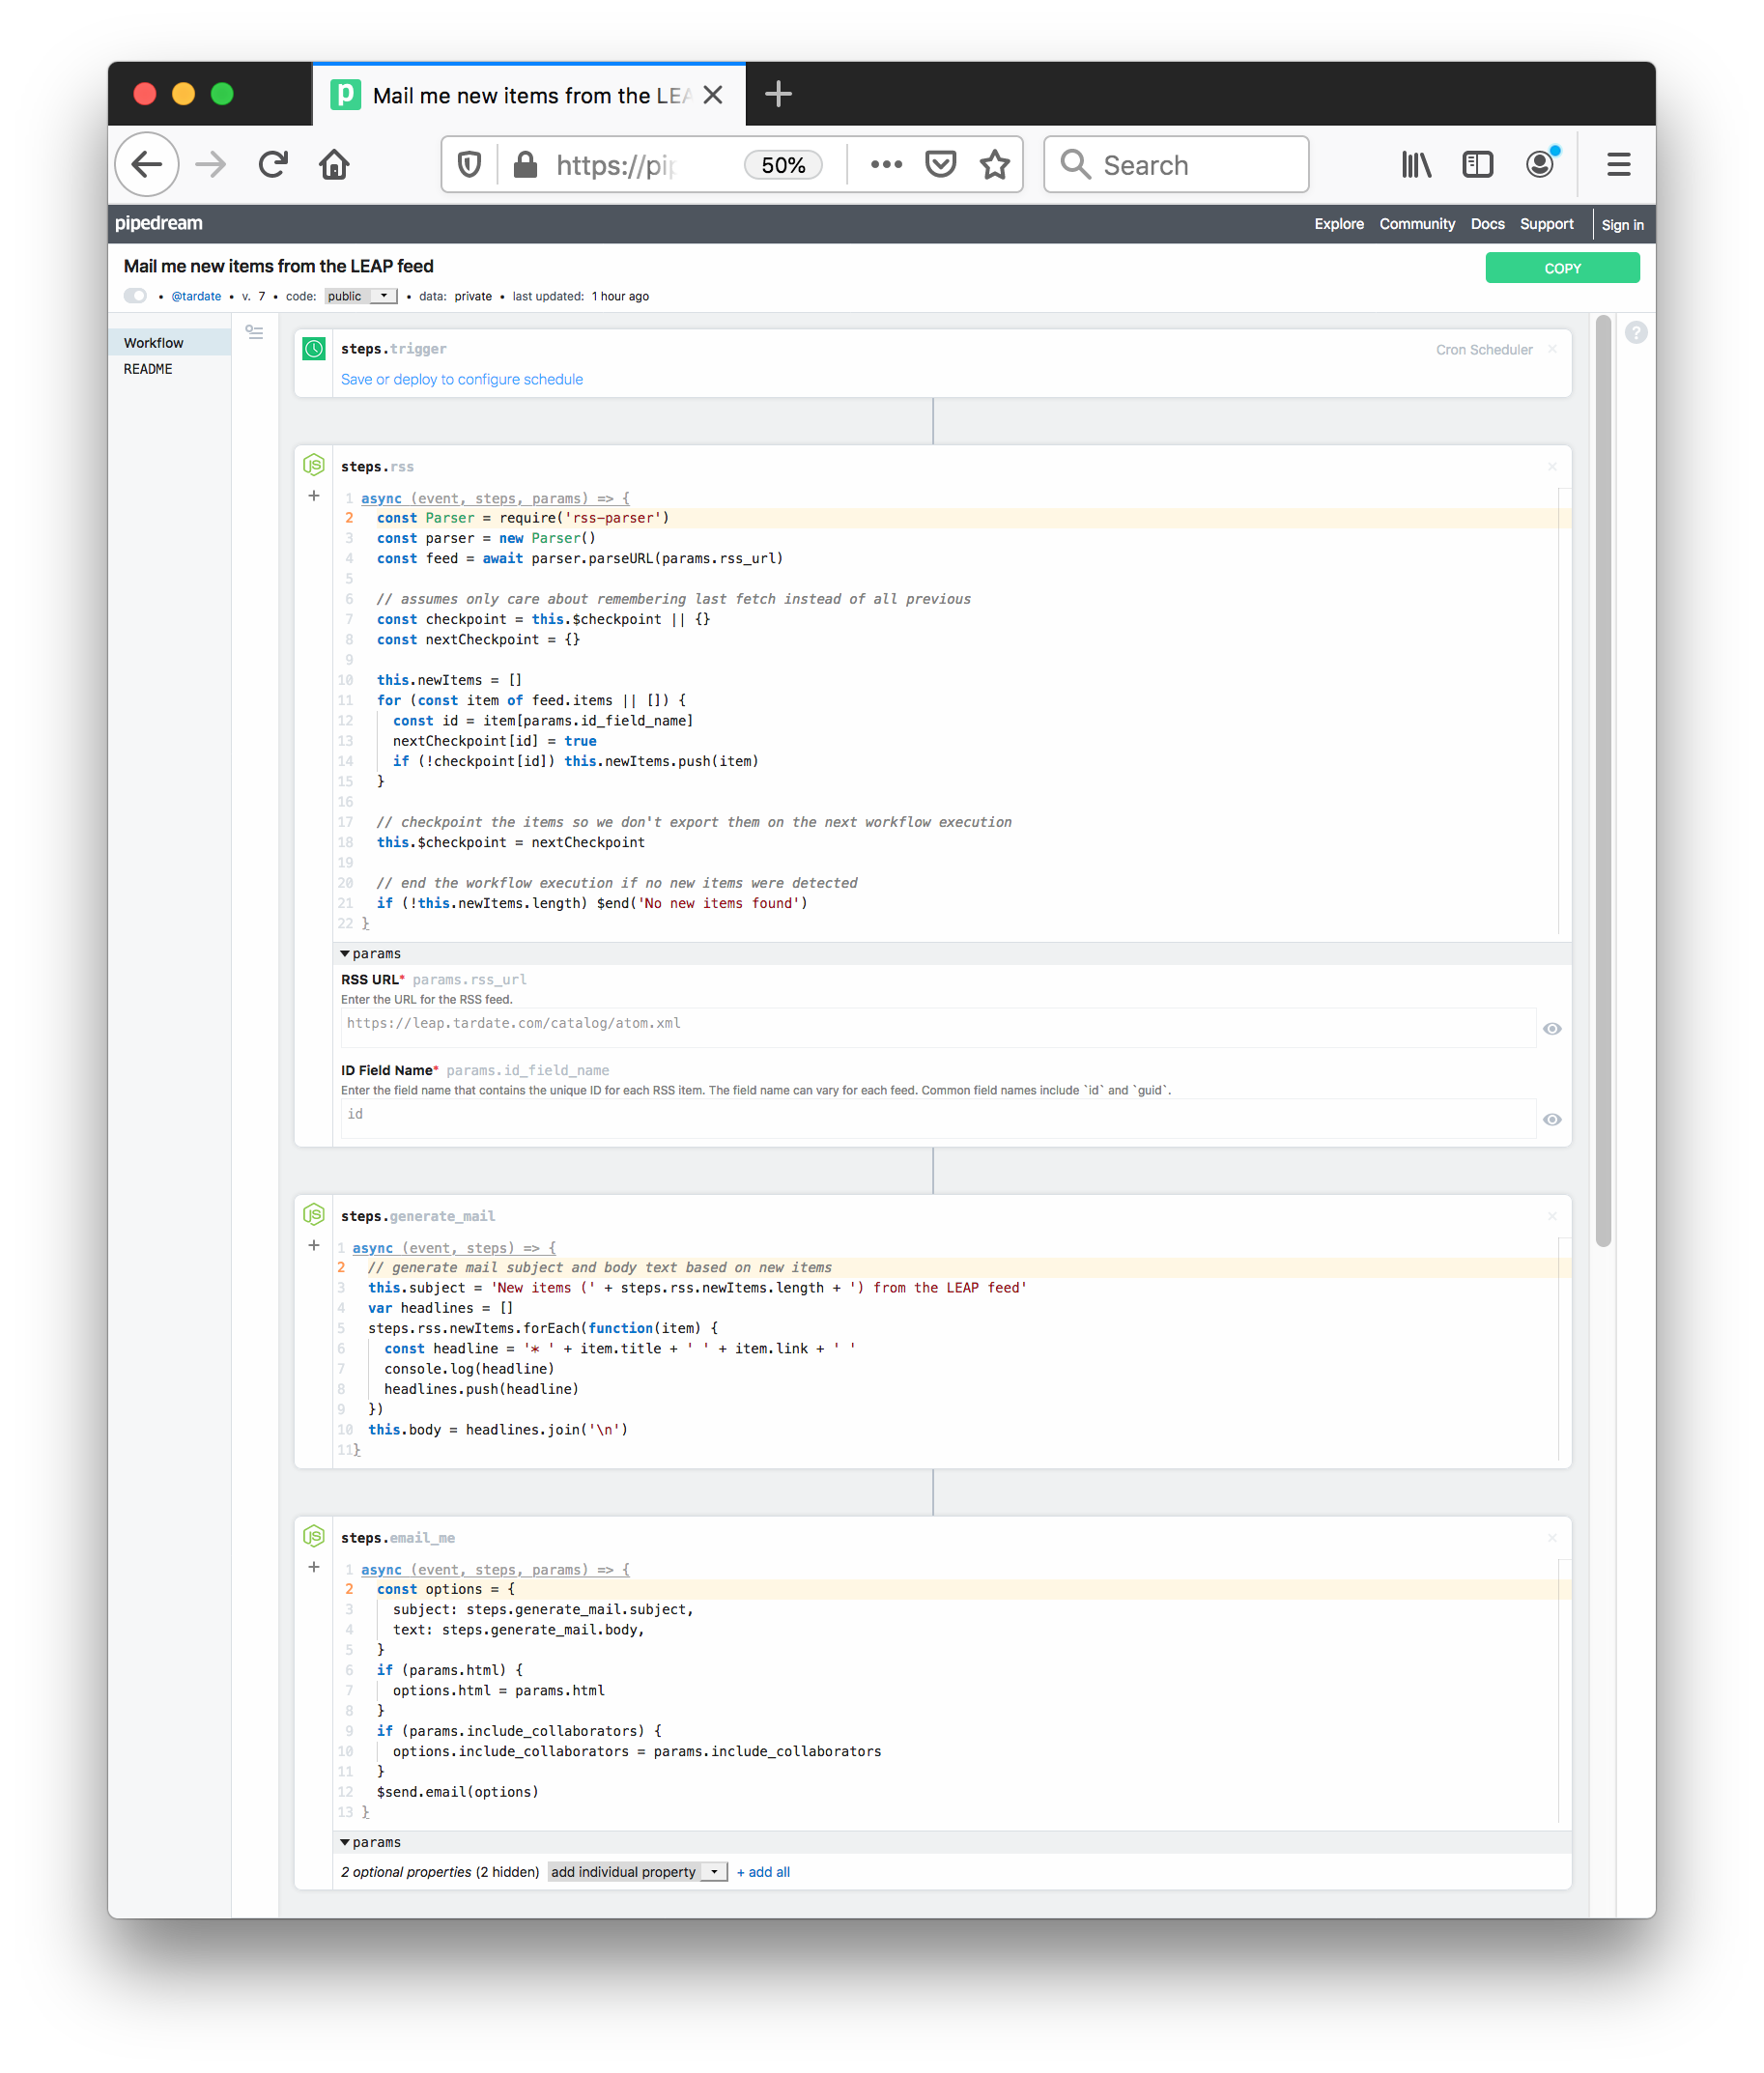 Mail me new items from the LEA
https://pip
50%
Search
pipedream
Explore Community Docs Support Sign in
Mail me new items from the LEAP feed
COPY
• @tardate • v. 7 • code: public • data: private • last updated: 1 hour ago
Workflow
README
steps.trigger
Cron Scheduler
Save or deploy to configure schedule
steps.rss
1 async (event, steps, params) => {
2 const Parser = require('rss-parser')
3 const parser = new Parser()
4 const feed = await parser.parseURL(params.rss_url)
5
6 // assumes only care about remembering last fetch instead of all previous
7 const checkpoint = this.$checkpoint || {}
8 const nextCheckpoint = {}
9
10 this.newItems = []
11 for (const item of feed.items || []) {
12 const id = item[params.id_field_name]
13 nextCheckpoint[id] = true
14 if (!checkpoint[id]) this.newItems.push(item)
15 }
16
17 // checkpoint the items so we don't export them on the next workflow execution
18 this.$checkpoint = nextCheckpoint
19
20 // end the workflow execution if no new items were detected
21 if (!this.newItems.length) $end('No new items found')
22 }
params
RSS URL* params.rss_url
Enter the URL for the RSS feed.
https://leap.tardate.com/catalog/atom.xml
ID Field Name* params.id_field_name
Enter the field name that contains the unique ID for each RSS item. The field name can vary for each feed. Common field names include `id` and `guid`.
id
steps.generate_mail
1 async (event, steps) => {
2 // generate mail subject and body text based on new items
3 this.subject = 'New items (' + steps.rss.newItems.length + ') from the LEAP feed'
4 var headlines = []
5 steps.rss.newItems.forEach(function(item) {
6 const headline = '* ' + item.title + ' ' + item.link + ' '
7 console.log(headline)
8 headlines.push(headline)
9 })
10 this.body = headlines.join('\n')
11 }
steps.email_me
1 async (event, steps, params) => {
2 const options = {
3 subject: steps.generate_mail.subject,
4 text: steps.generate_mail.body,
5 }
6 if (params.html) {
7 options.html = params.html
8 }
9 if (params.include_collaborators) {
10 options.include_collaborators = params.include_collaborators
11 }
12 $send.email(options)
13 }
params
2 optional properties (2 hidden) add individual property + add all